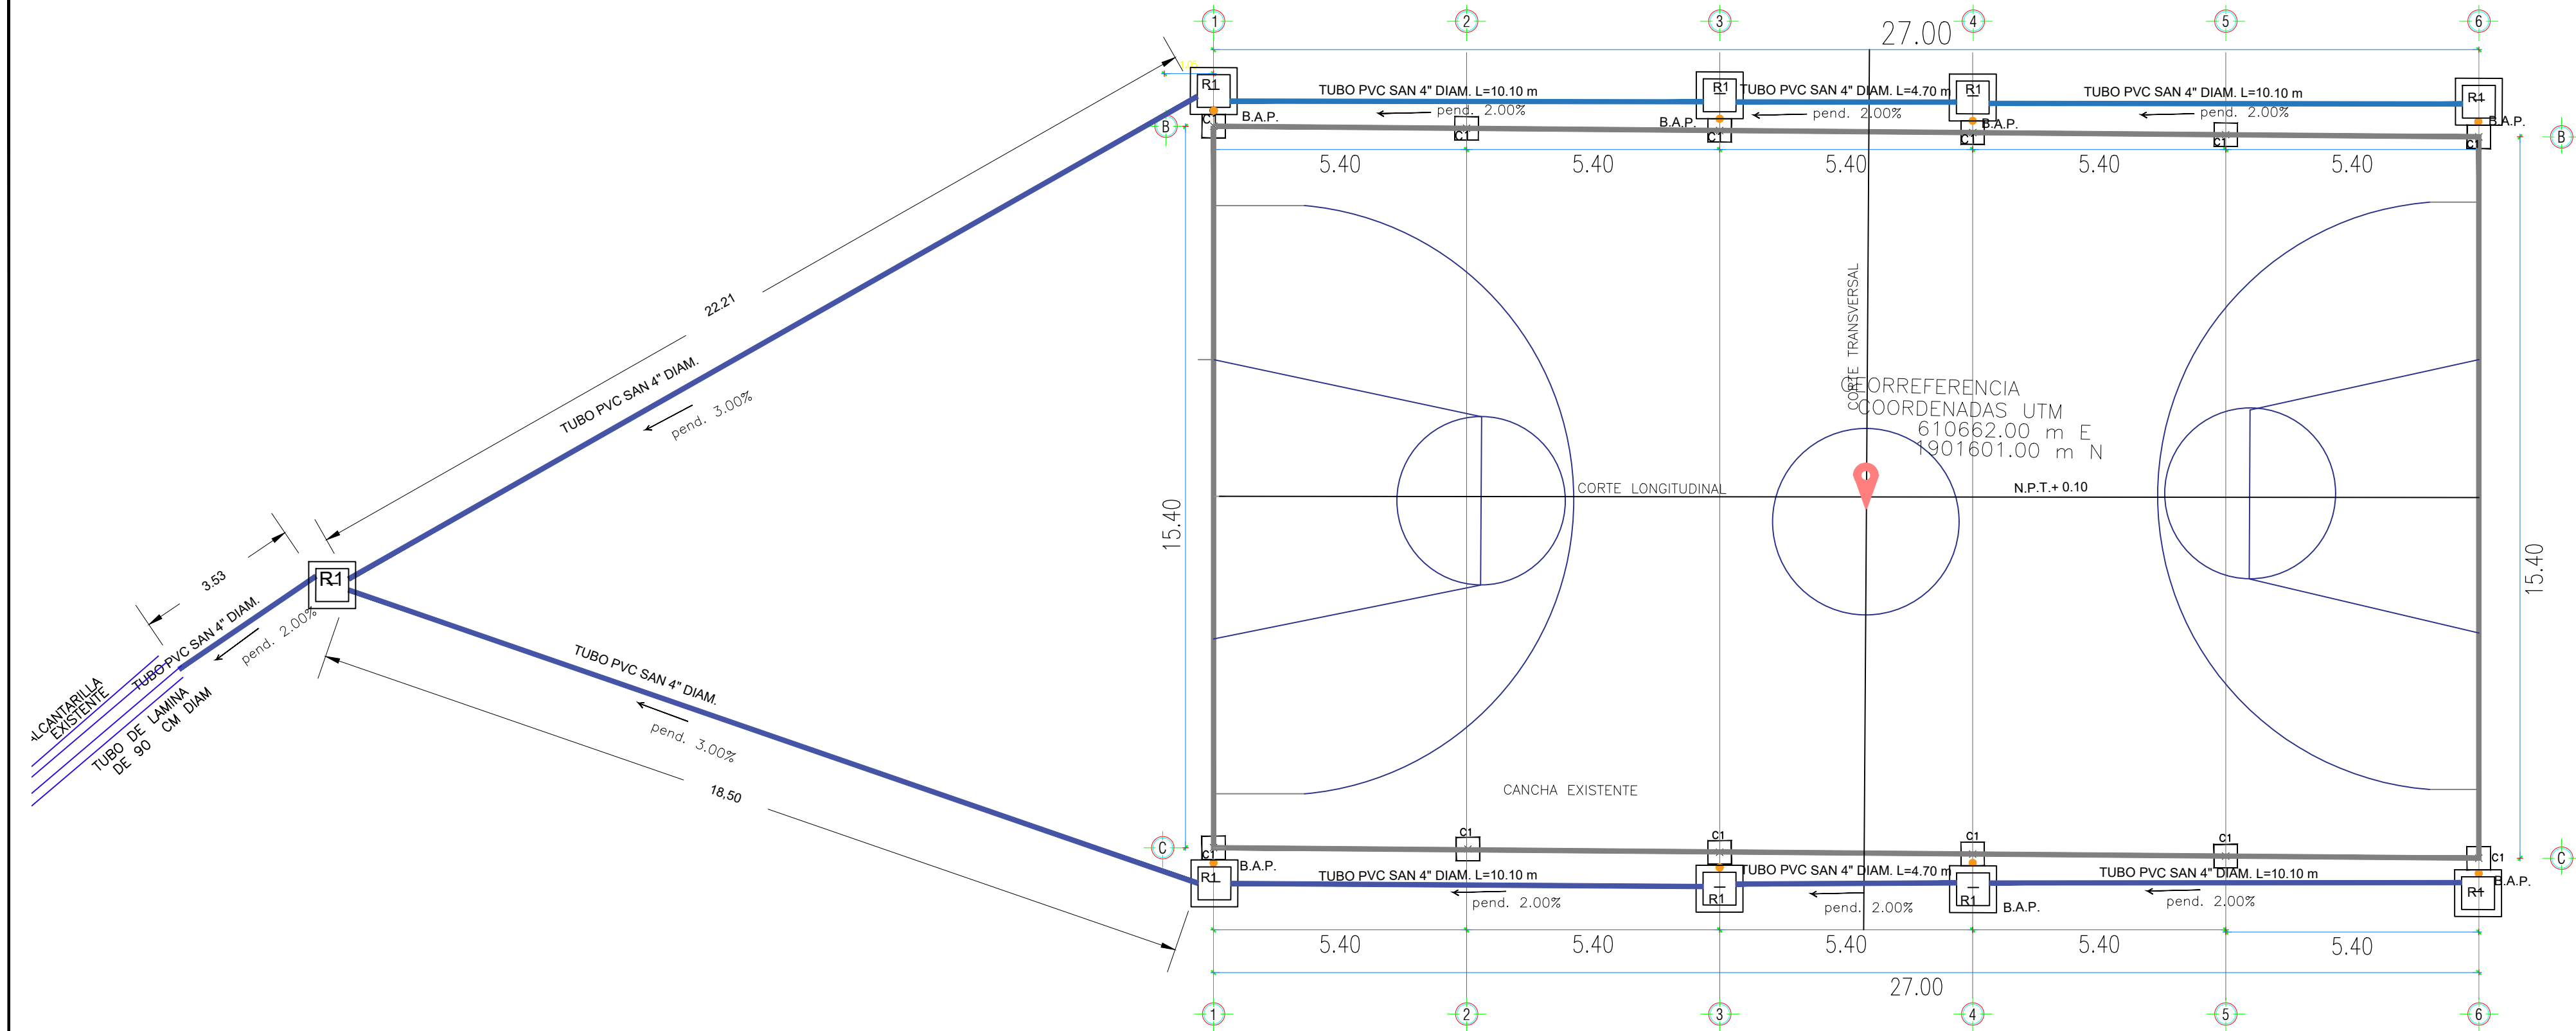 1
2
3
4
5
6
27.00
R1
R1
R1
R1
TUBO PVC SAN 4" DIAM. L=10.10 m
TUBO PVC SAN 4" DIAM. L=4.70 m
TUBO PVC SAN 4" DIAM. L=10.10 m
pend. 2.00%
pend. 2.00%
pend. 2.00%
B.A.P.
B.A.P.
B.A.P.
B.A.P.
B
B
C1
C1
C1
C1
C1
5.40
5.40
5.40
5.40
5.40
22.21
TUBO PVC SAN 4" DIAM.
pend. 3.00%
CORTE TRANSVERSAL
GEORREFERENCIA
COORDENADAS UTM
610662.00 m E
1901601.00 m N
CORTE LONGITUDINAL
N.P.T.+ 0.10
15.40
15.40
3.53
R1
TUBO PVC SAN 4" DIAM.
pend. 2.00%
ALCANTARILLA
EXISTENTE
TUBO DE LAMINA
DE 90 CM DIAM
TUBO PVC SAN 4" DIAM.
pend. 3.00%
18,50
CANCHA EXISTENTE
C
C
C1
C1
C1
C1
C1
C1
R1
R1
R1
R1
B.A.P.
B.A.P.
B.A.P.
TUBO PVC SAN 4" DIAM. L=10.10 m
TUBO PVC SAN 4" DIAM. L=4.70 m
TUBO PVC SAN 4" DIAM. L=10.10 m
pend. 2.00%
pend. 2.00%
pend. 2.00%
5.40
5.40
5.40
5.40
5.40
27.00
1
2
3
4
5
6